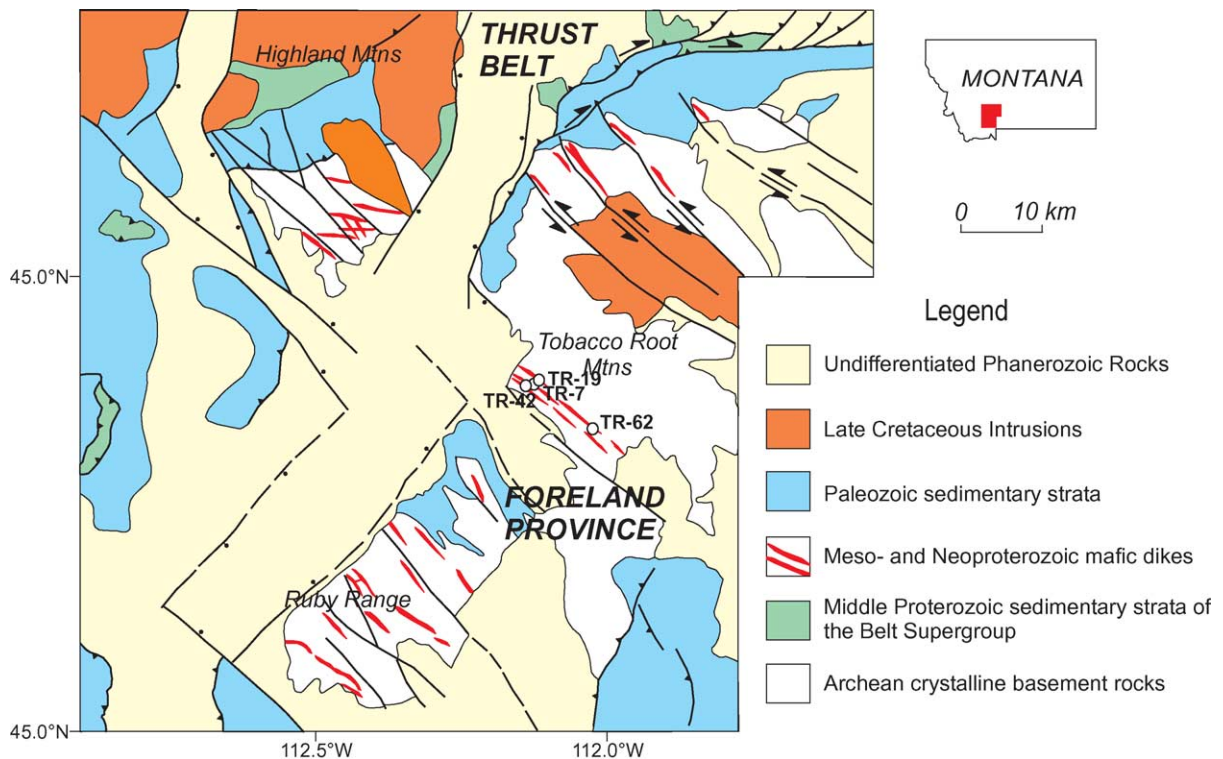 THRUST
BELT
Highland Mtns
MONTANA
0 10 km
45.0°N
Tobacco Root
Mtns
TR-19
TR-7
TR-42
TR-62
FORELAND
PROVINCE
Ruby Range
45.0°N
112.5°W
112.0°W
Legend
Undifferentiated Phanerozoic Rocks
Late Cretaceous Intrusions
Paleozoic sedimentary strata
Meso- and Neoproterozoic mafic dikes
Middle Proterozoic sedimentary strata of
the Belt Supergroup
Archean crystalline basement rocks